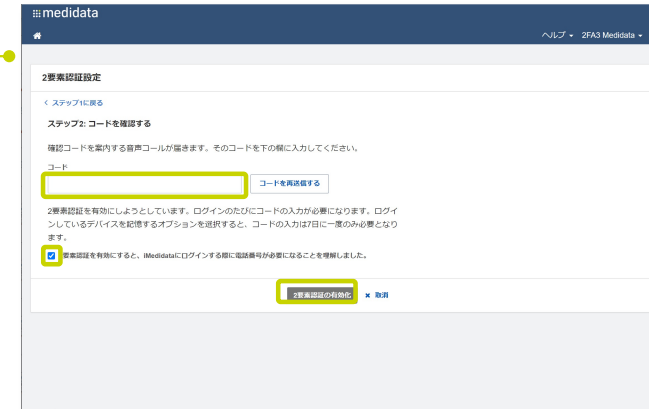 medidata
ヘルプ
2FA3 Medidata
2要素認証設定
ステップ1に戻る
ステップ2: コードを確認する
確認コードを案内する音声コールが届きます。そのコードを下の欄に入力してください。
コード
コードを再送信する
2要素認証を有効にしようとしています。ログインのたびにコードの入力が必要になります。ログイ
ンしているデバイスを記憶するオプションを選択すると、コードの入力は7日に一度のみ必要となり
ます。
要素認証を有効にすると、iMedidataにログインする際に電話番号が必要になることを理解しました。
2要素認証の有効化
× 取消